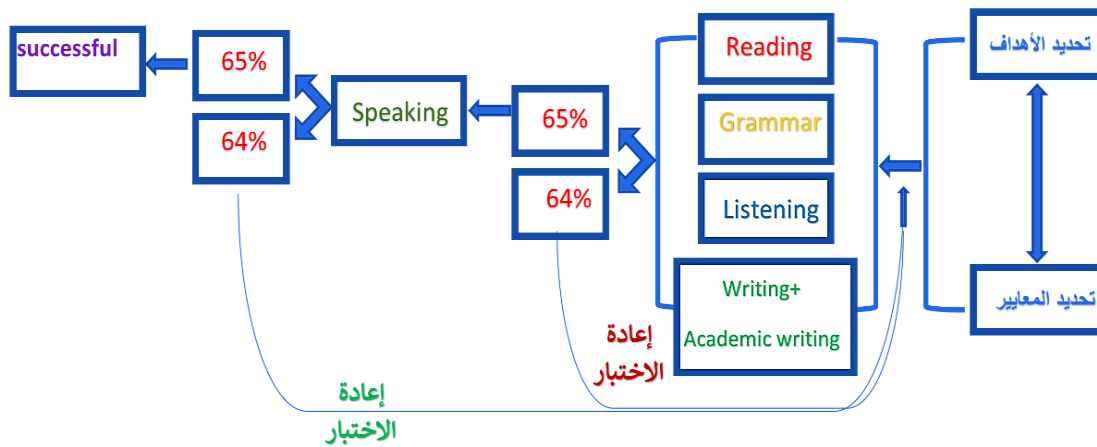 تحديد الأهداف
تحديد المعايير
Reading
Grammar
Listening
Writing+
Academic writing
65%
64%
إعادة
الاختبار
Speaking
65%
64%
إعادة
الاختبار
successful